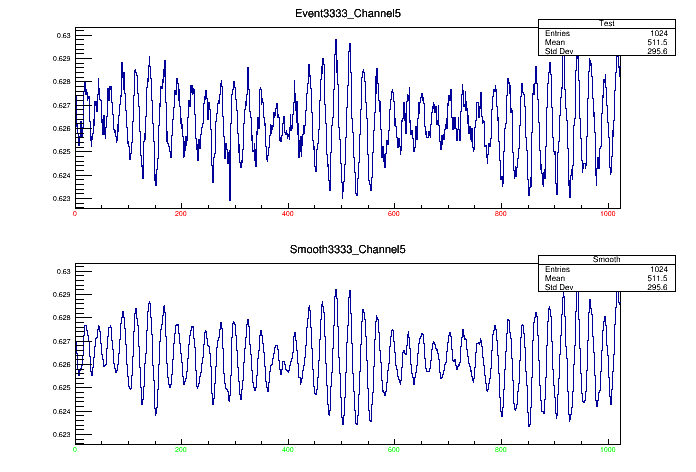 Event3333_Channel5
Test
Entries 1024
Mean 511.5
Std Dev 295.6
0.63
0.629
0.628
0.627
0.626
0.625
0.624
0.623
0 200 400 600 800 1000
Smooth3333_Channel5
Smooth
Entries 1024
Mean 511.5
Std Dev 295.6
0.63
0.629
0.628
0.627
0.626
0.625
0.624
0.623
0 200 400 600 800 1000